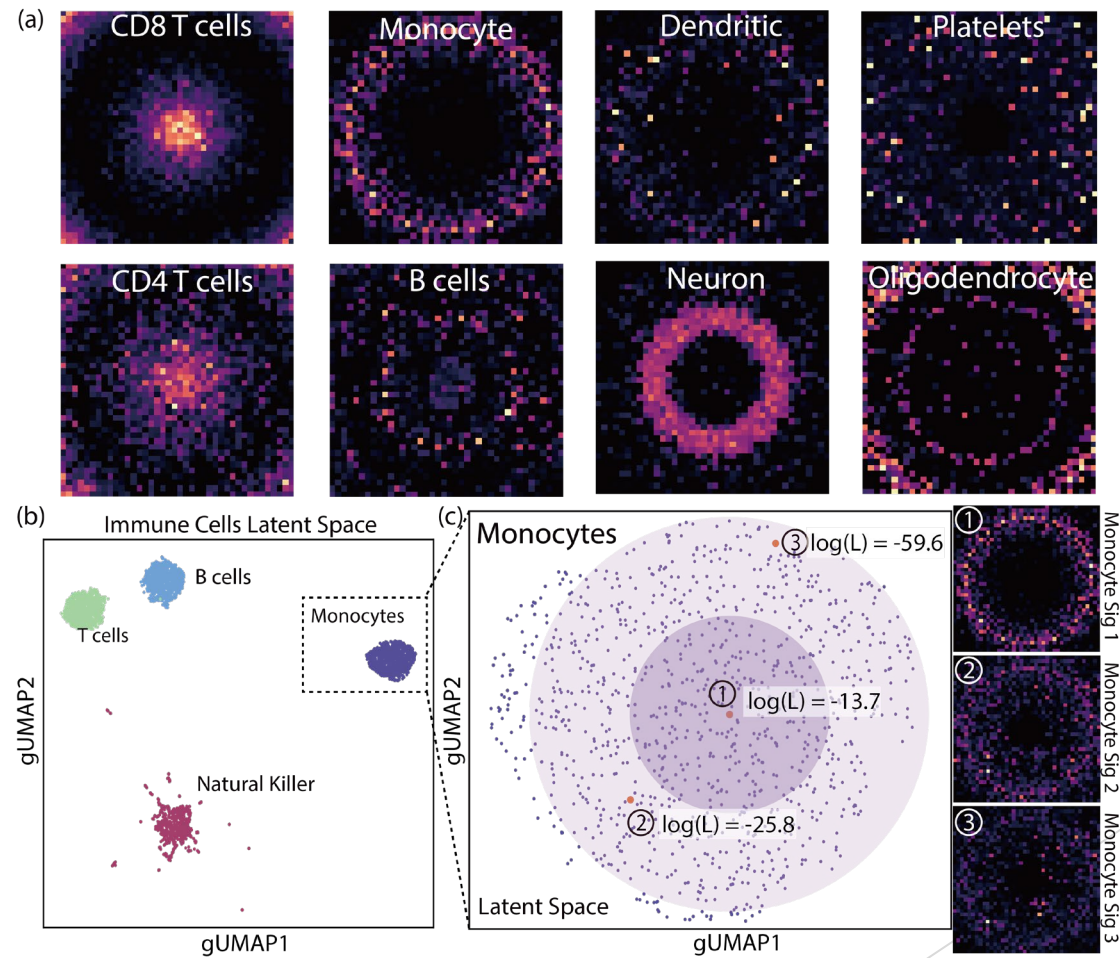 (a)
CD8 T cells
Monocyte
Dendritic
Platelets
CD4 T cells
B cells
Neuron
Oligodendrocyte
(b)
Immune Cells Latent Space
B cells
T cells
Monocytes
Natural Killer
gUMAP2
gUMAP1
(c)
Monocytes
3 log(L) = -59.6
1
log(L) = -13.7
2 log(L) = -25.8
Latent Space
gUMAP2
gUMAP1
1
Monocyte Sig 1
2
Monocyte Sig 2
3
Monocyte Sig 3